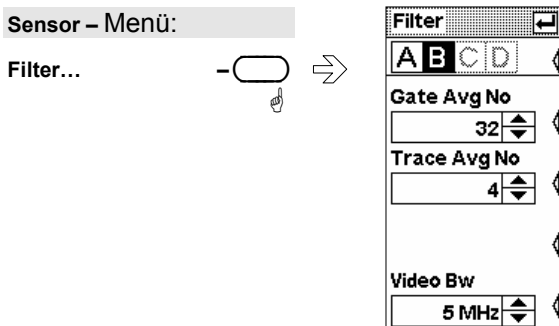 Sensor – Menü:
Filter…
Filter
A B C D
Gate Avg No
32
Trace Avg No
4
Video Bw
5 MHz